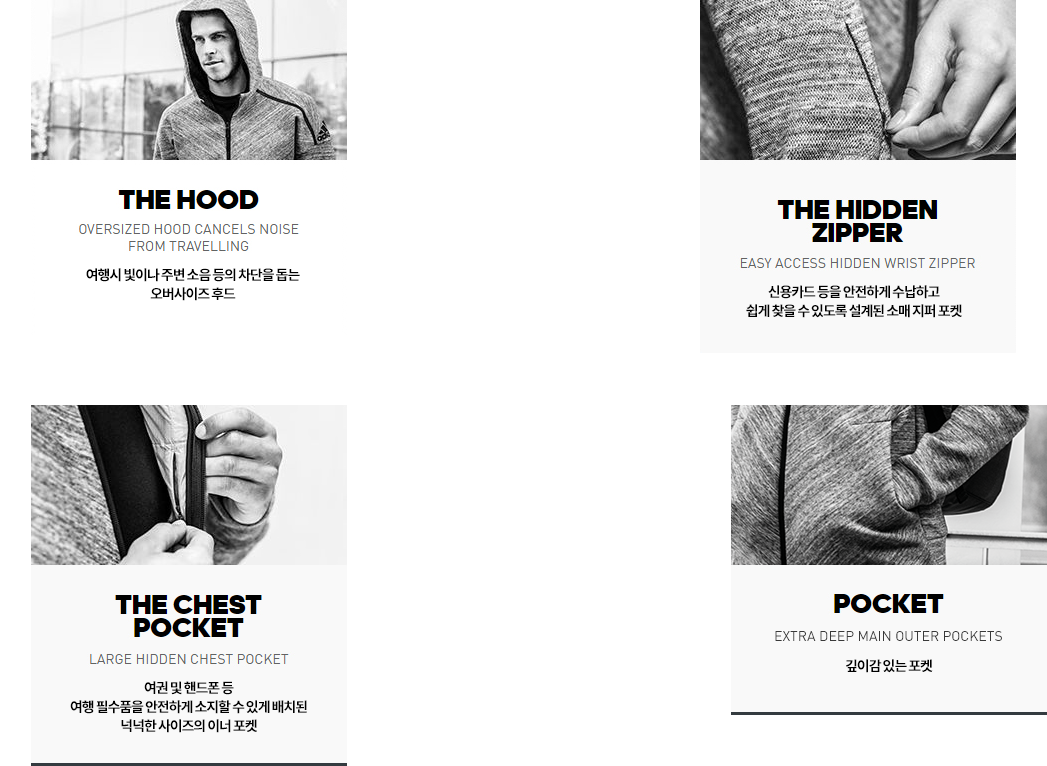 THE HOOD
OVERSIZED HOOD CANCELS NOISE
FROM TRAVELLING
여행시 빛이나 주변 소음 등의 차단을 돕는
오버사이즈 후드
THE HIDDEN
ZIPPER
EASY ACCESS HIDDEN WRIST ZIPPER
신용카드 등을 안전하게 수납하고
쉽게 찾을 수 있도록 설계된 소매 지퍼 포켓
THE CHEST
POCKET
LARGE HIDDEN CHEST POCKET
여권 및 핸드폰 등
여행 필수품을 안전하게 소지할 수 있게 배치된
넉넉한 사이즈의 이너 포켓
POCKET
EXTRA DEEP MAIN OUTER POCKETS
깊이감 있는 포켓